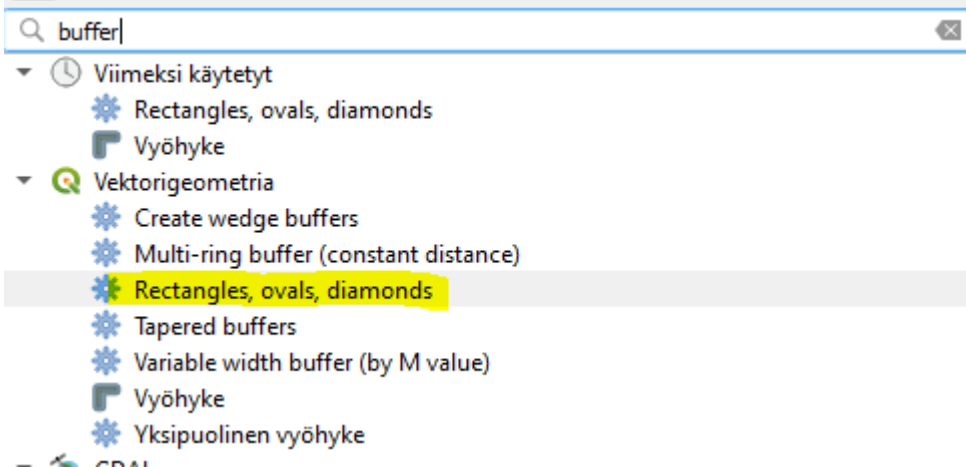 buffer
Viimeksi käytetyt
Rectangles, ovals, diamonds
Vyöhyke
Vektorigeometria
Create wedge buffers
Multi-ring buffer (constant distance)
Rectangles, ovals, diamonds
Tapered buffers
Variable width buffer (by M value)
Vyöhyke
Yksipuolinen vyöhyke